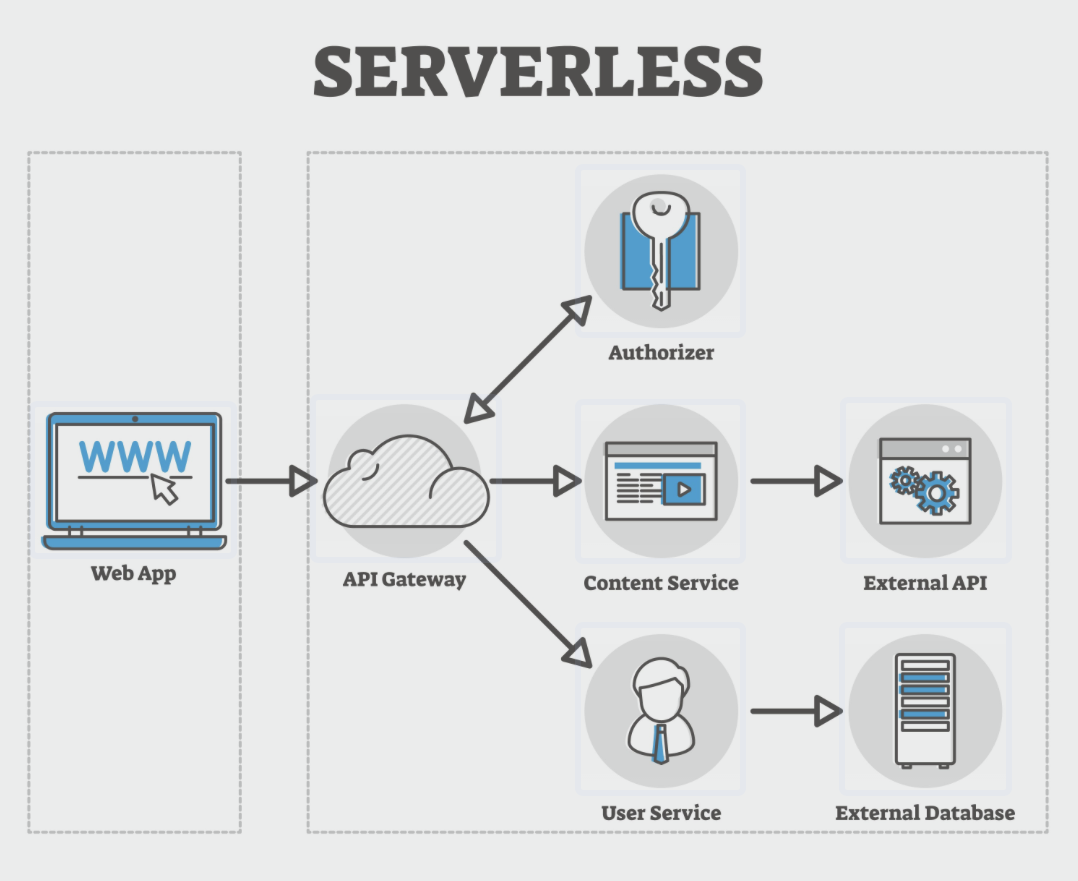 SERVERLESS
Authorizer
www
Web App
API Gateway
Content Service
External API
User Service
External Database